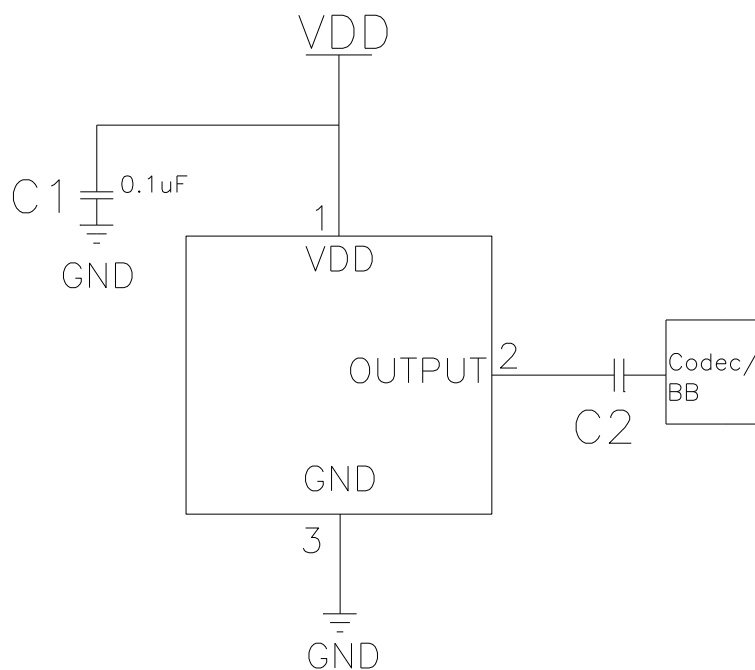 VDD
C1
0.1uF
GND
1
VDD
OUTPUT
2
C2
Codec/
BB
GND
3
GND